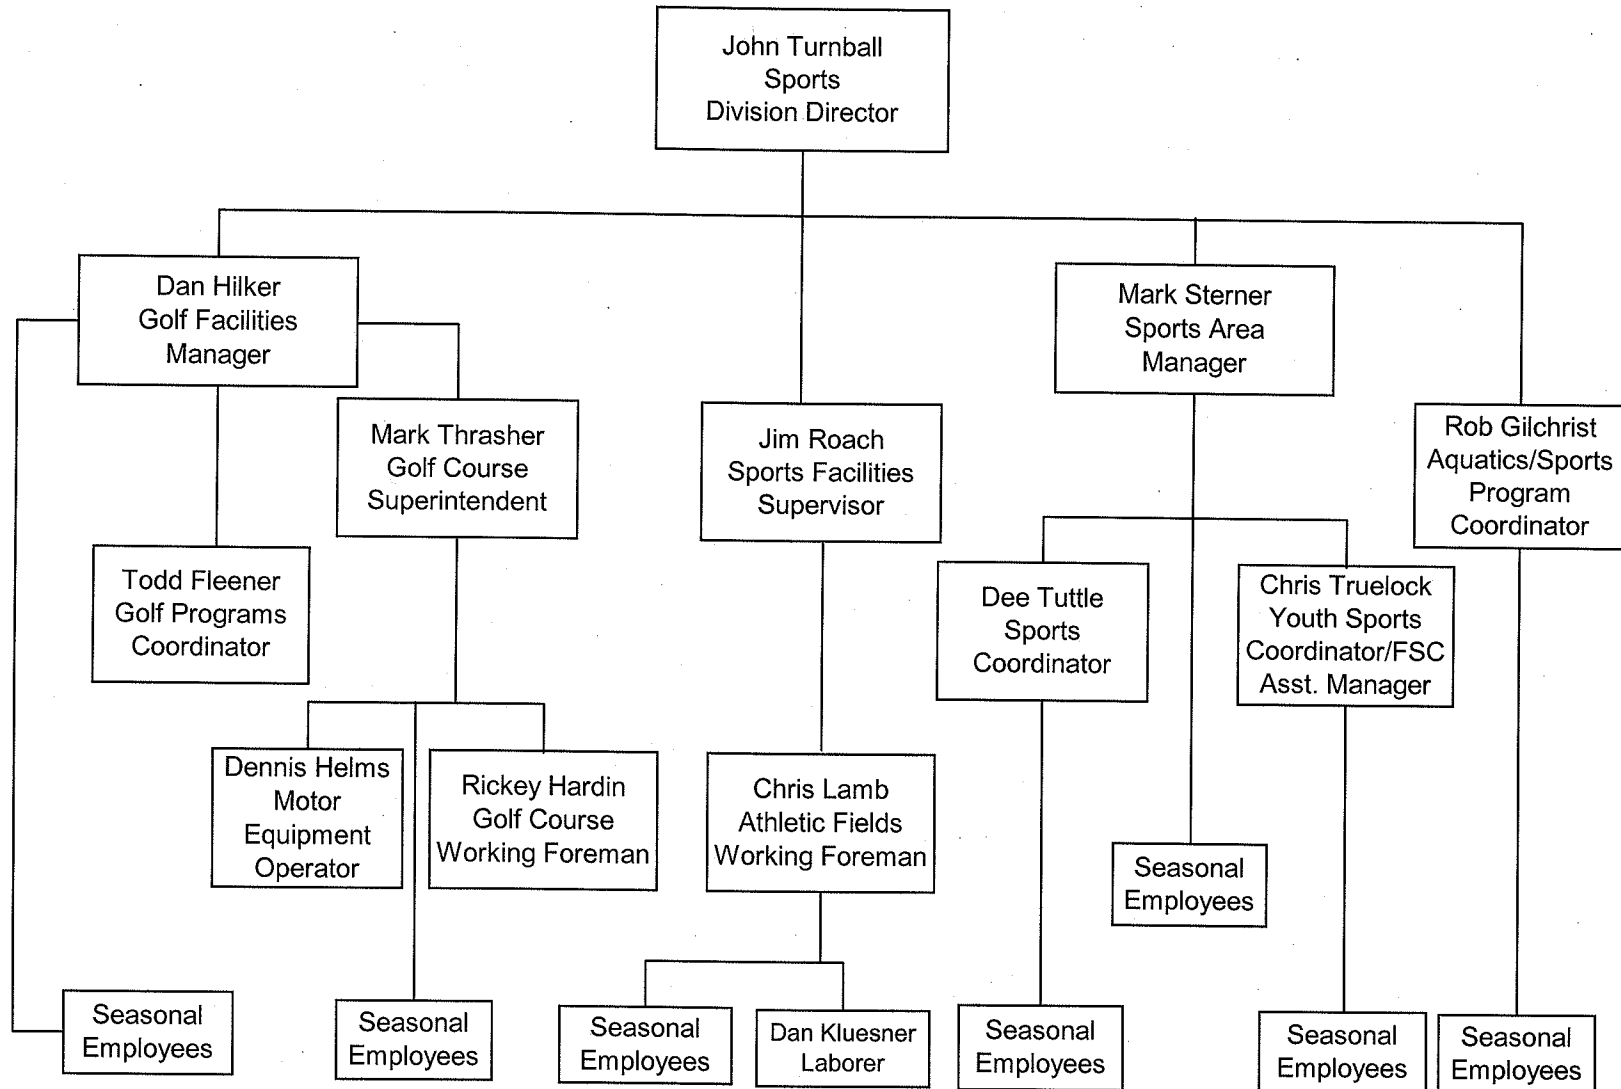 John Turnball
Sports
Division Director
Dan Hilker
Golf Facilities
Manager
Mark Sterner
Sports Area
Manager
Mark Thrasher
Golf Course
Superintendent
Jim Roach
Sports Facilities
Supervisor
Rob Gilchrist
Aquatics/Sports
Program
Coordinator
Todd Fleener
Golf Programs
Coordinator
Dee Tuttle
Sports
Coordinator
Chris Truelock
Youth Sports
Coordinator/FSC
Asst. Manager
Dennis Helms
Motor
Equipment
Operator
Rickey Hardin
Golf Course
Working Foreman
Chris Lamb
Athletic Fields
Working Foreman
Seasonal
Employees
Seasonal
Employees
Seasonal
Employees
Seasonal
Employees
Dan Kluesner
Laborer
Seasonal
Employees
Seasonal
Employees
Seasonal
Employees